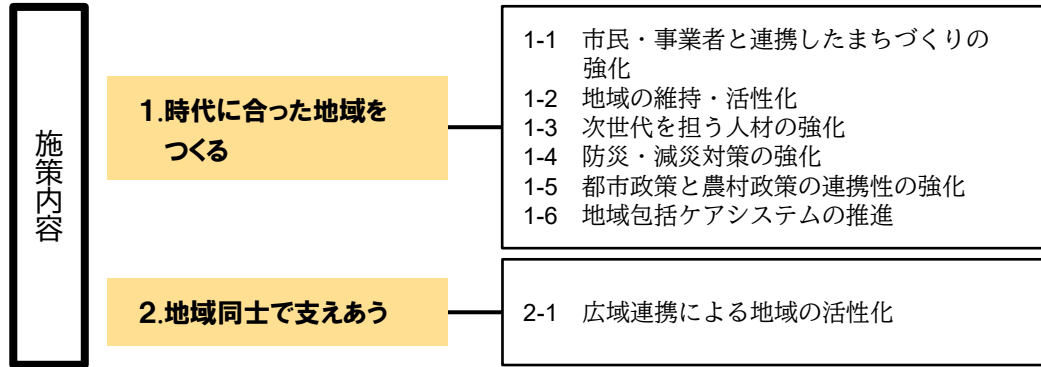 施策内容
1.時代に合った地域を
つくる
1-1 市民・事業者と連携したまちづくりの
強化
1-2 地域の維持・活性化
1-3 次世代を担う人材の強化
1-4 防災・減災対策の強化
1-5 都市政策と農村政策の連携性の強化
1-6 地域包括ケアシステムの推進
2.地域同士で支えあう
2-1 広域連携による地域の活性化